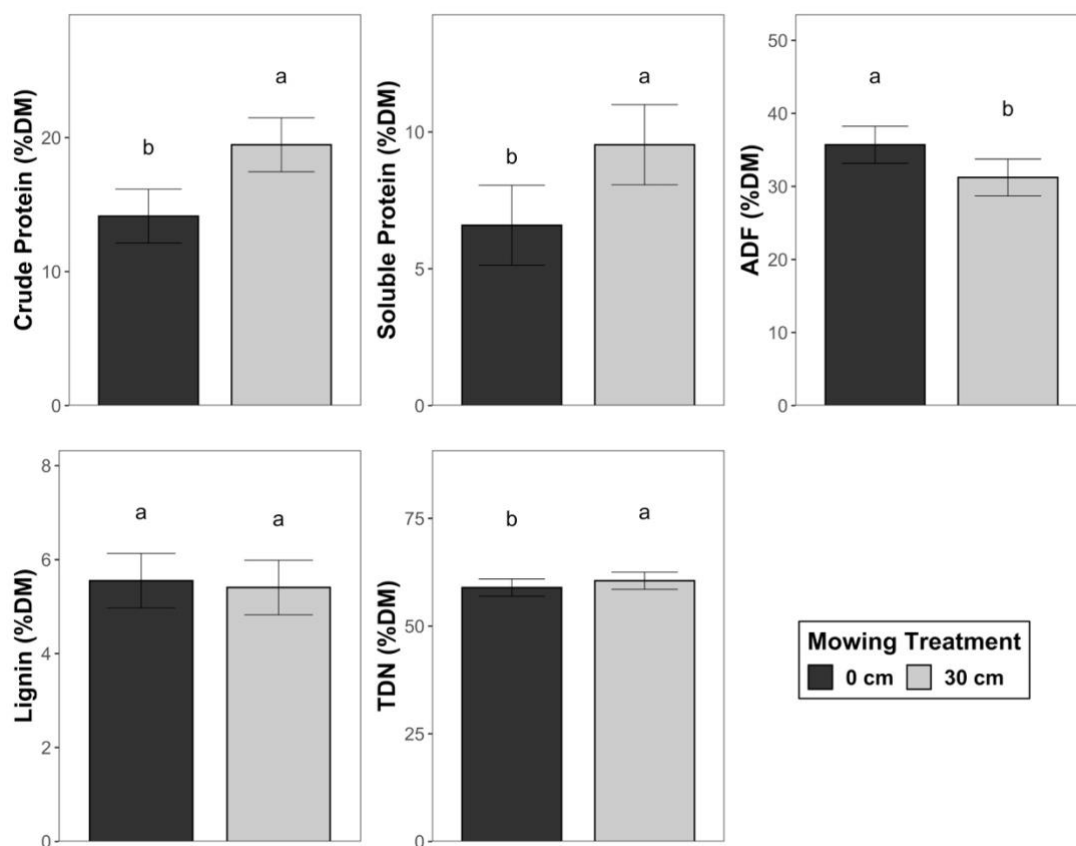 Crude Protein (%DM)
20
10
0
b
a
Soluble Protein (%DM)
10
5
0
b
a
ADF (%DM)
50
40
30
20
10
0
a
b
Lignin (%DM)
8
6
4
2
0
a
a
TDN (%DM)
75
50
25
0
b
a
Mowing Treatment
0 cm 30 cm